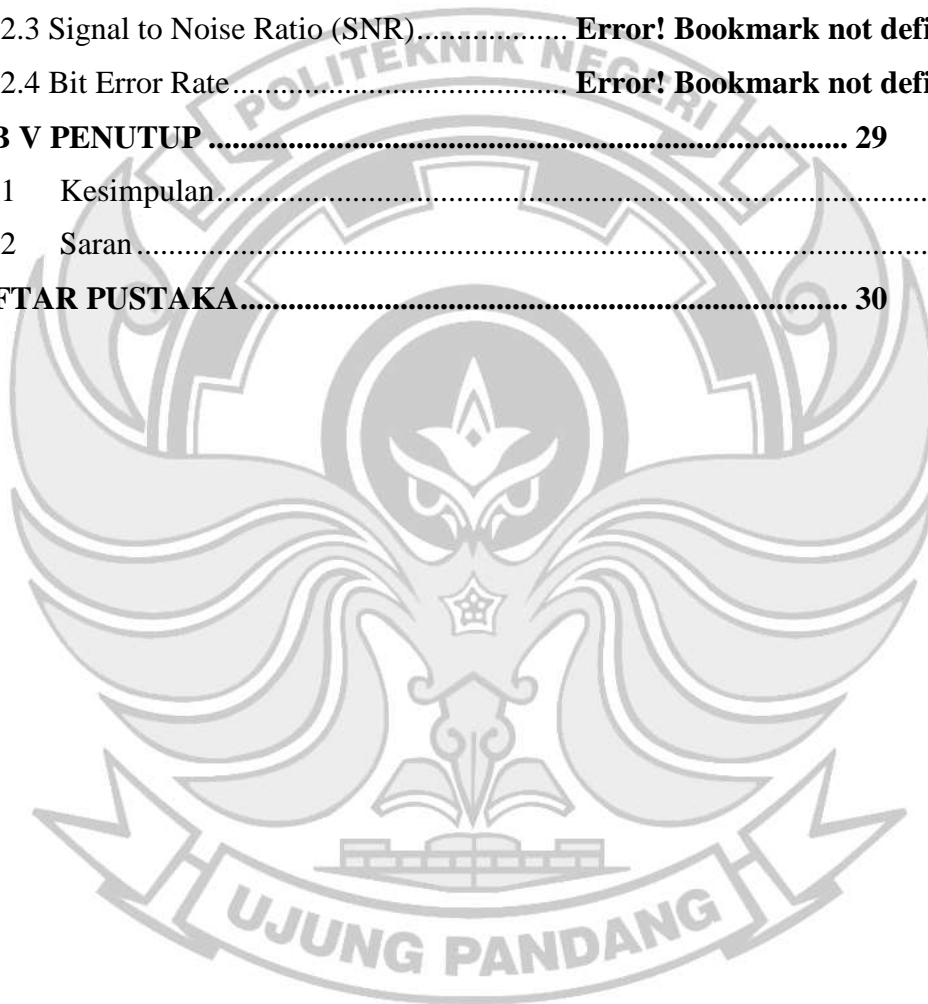 2.3 Signal to Noise Ratio (SNR)................... Error! Bookmark not defi
2.4 Bit Error Rate.......................................... Error! Bookmark not defi
B V PENUTUP ................................................................................ 29
1 Kesimpulan..........................................................................................
2 Saran....................................................................................................
FTAR PUSTAKA............................................................................ 30
POLITEKNIK NEGERI
UJUNG PANDANG